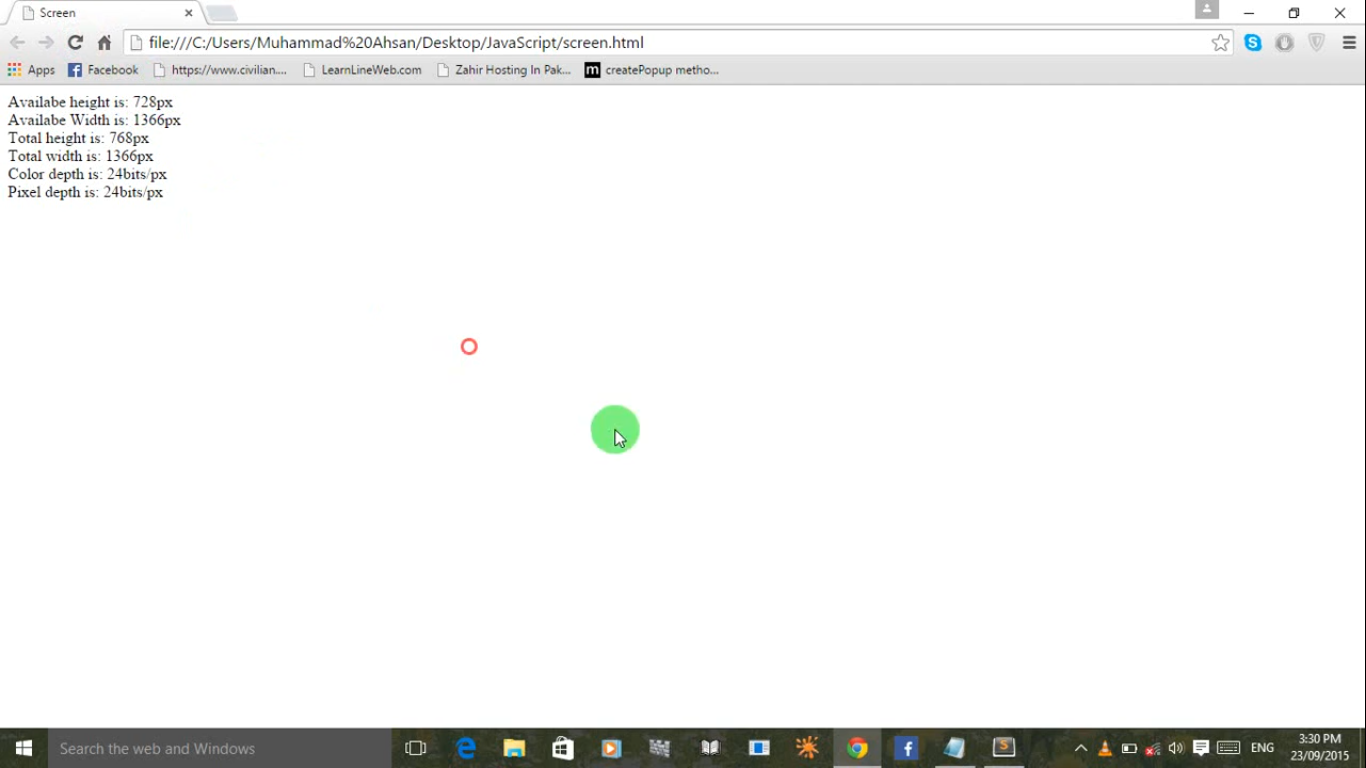 Screen
file:///C:/Users/Muhammad%20Ahsan/Desktop/JavaScript/screen.html
Apps Facebook https://www.civilian.... LearnLineWeb.com Zahir Hosting In Pak... m createPopup metho...
Availabe height is: 728px
Availabe Width is: 1366px
Total height is: 768px
Total width is: 1366px
Color depth is: 24bits/px
Pixel depth is: 24bits/px
Search the web and Windows
ENG
3:30 PM
23/09/2015